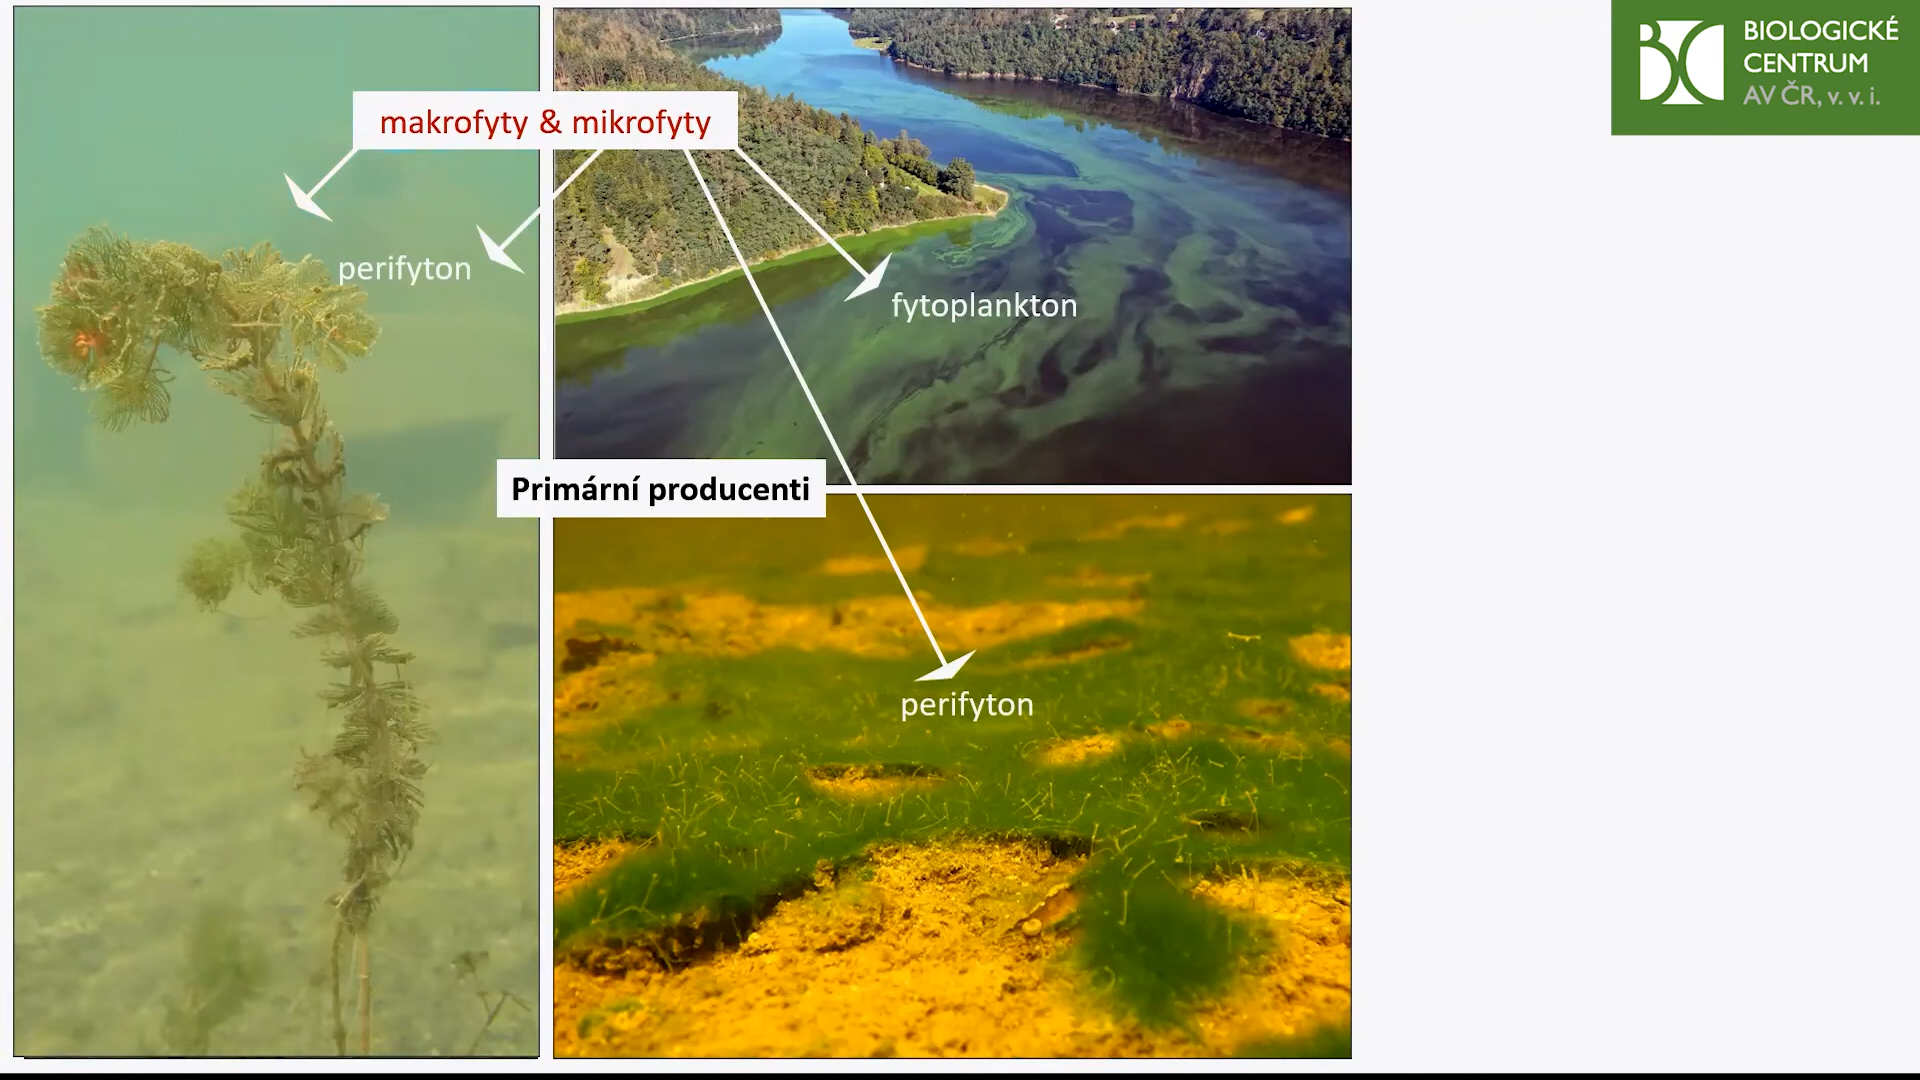 makrofyty & mikrofyty
perifyton
fytoplankton
Primární producenti
perifyton
BIOLOGICKÉ
CENTRUM
AV ČR, v. v. i.